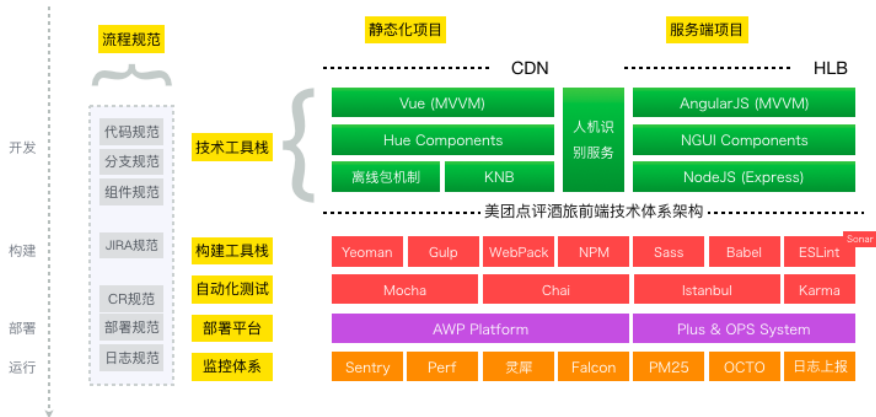 流程规范
静态化项目
服务端项目
CDN
HLB
开发
代码规范
分支规范
组件规范
技术工具栈
Vue (MVVM)
人机识
别服务
AngularJS (MVVM)
Hue Components
NGUI Components
离线包机制
KNB
NodeJS (Express)
美团点评酒旅前端技术体系架构
构建
JIRA规范
构建工具栈
Yeoman
Gulp
WebPack
NPM
Sass
Babel
ESLint
Sonar
CR规范
自动化测试
Mocha
Chai
Istanbul
Karma
部署
部署规范
部署平台
AWP Platform
Plus & OPS System
运行
日志规范
监控体系
Sentry
Perf
灵犀
Falcon
PM25
OCTO
日志上报